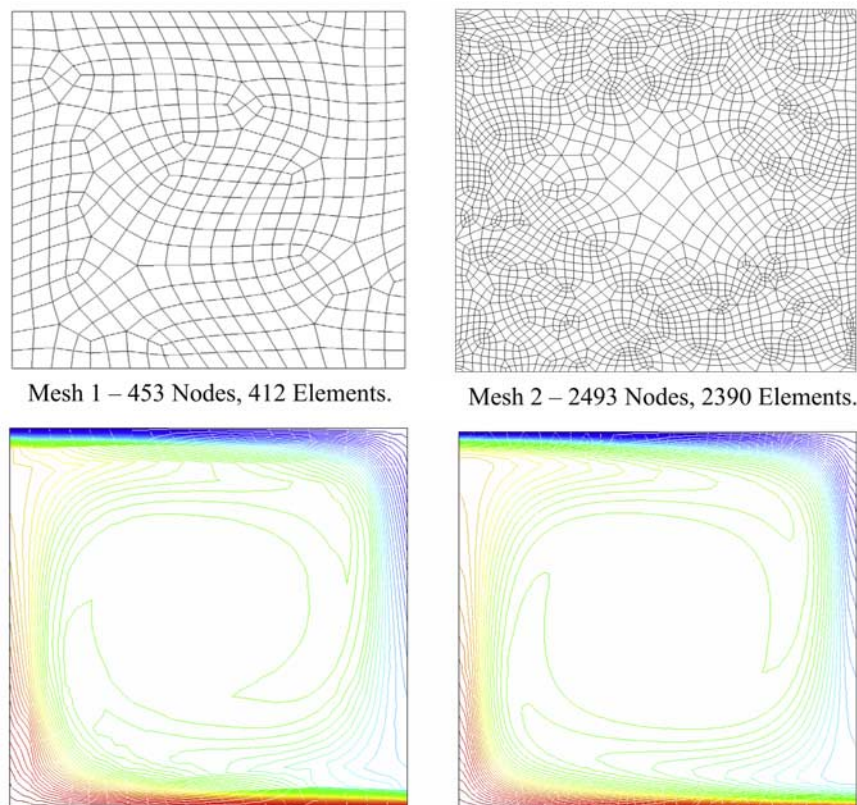 Mesh 1 – 453 Nodes, 412 Elements.
Mesh 2 – 2493 Nodes, 2390 Elements.